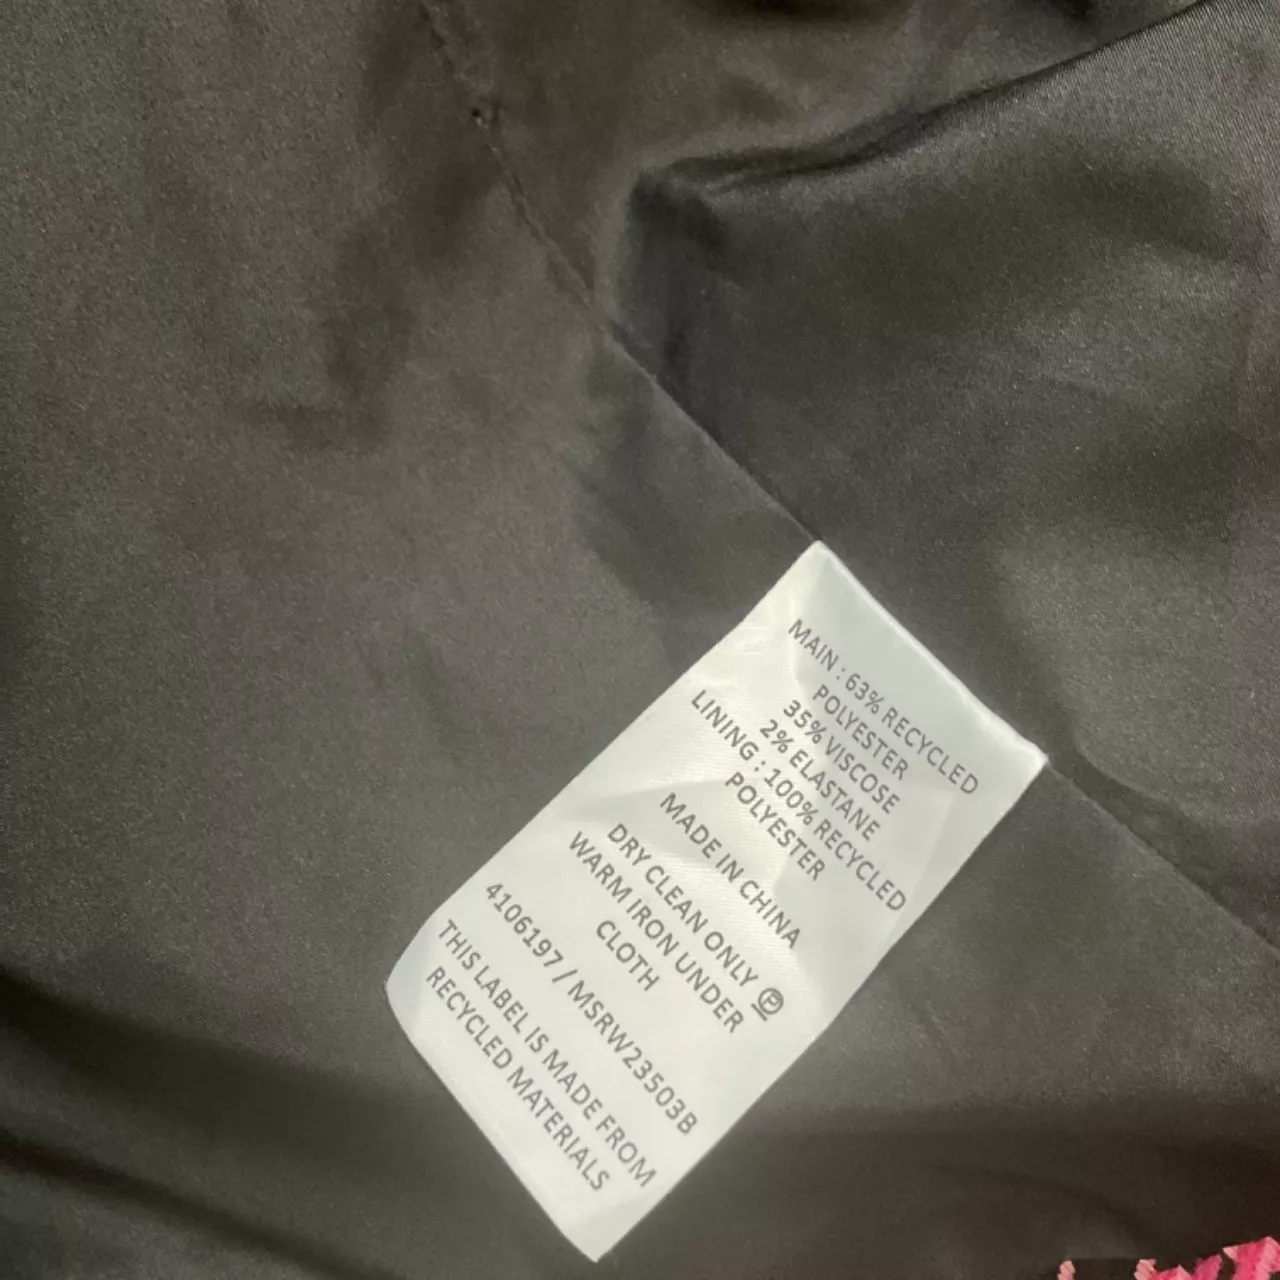 MAIN : 63% RECYCLED
POLYESTER
35% VISCOSE
2% ELASTANE
LINING : 100% RECYCLED
POLYESTER
MADE IN CHINA
DRY CLEAN ONLY Ⓟ
WARM IRON UNDER
CLOTH
4106197 / MSRW23503B
THIS LABEL IS MADE FROM
RECYCLED MATERIALS